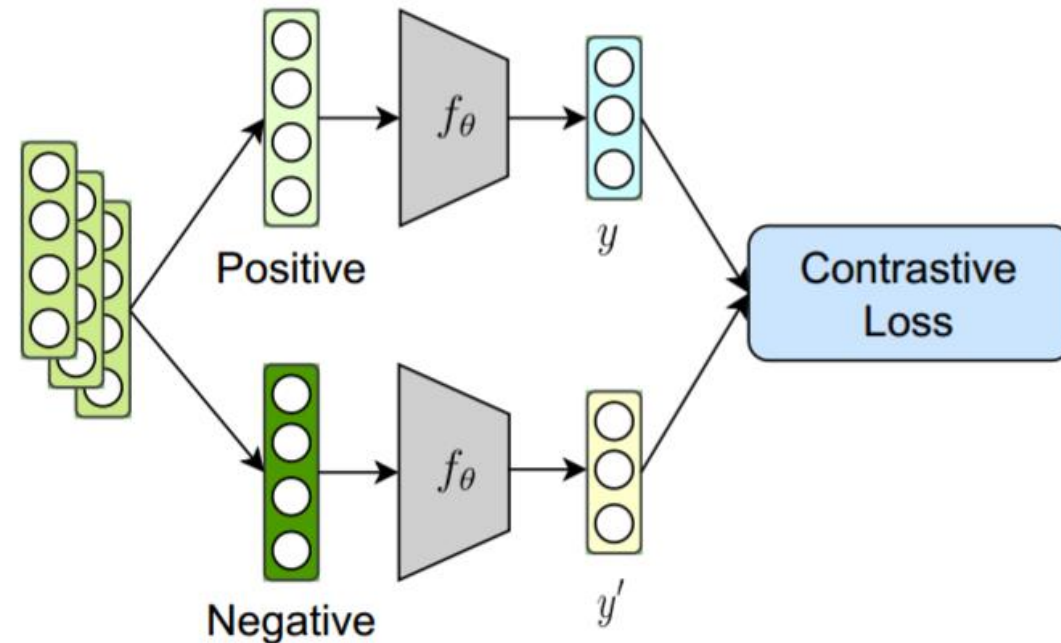 f_θ
y
Positive
Contrastive
Loss
f_θ
y′
Negative